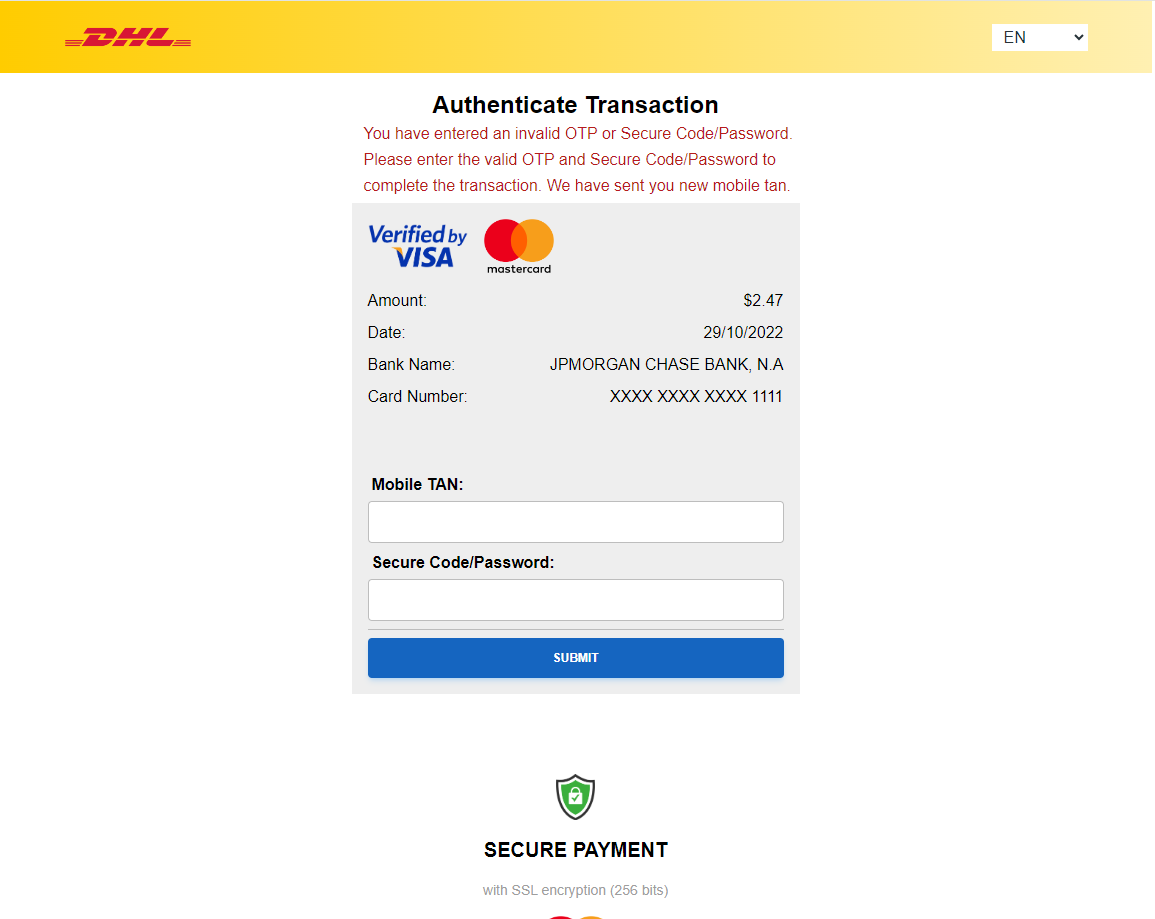 DHL
EN
Authenticate Transaction
You have entered an invalid OTP or Secure Code/Password.
Please enter the valid OTP and Secure Code/Password to
complete the transaction. We have sent you new mobile tan.
Verified by
VISA
mastercard
Amount: $2.47
Date: 29/10/2022
Bank Name: JPMORGAN CHASE BANK, N.A
Card Number: XXXX XXXX XXXX 1111
Mobile TAN:
Secure Code/Password:
SUBMIT
SECURE PAYMENT
with SSL encryption (256 bits)